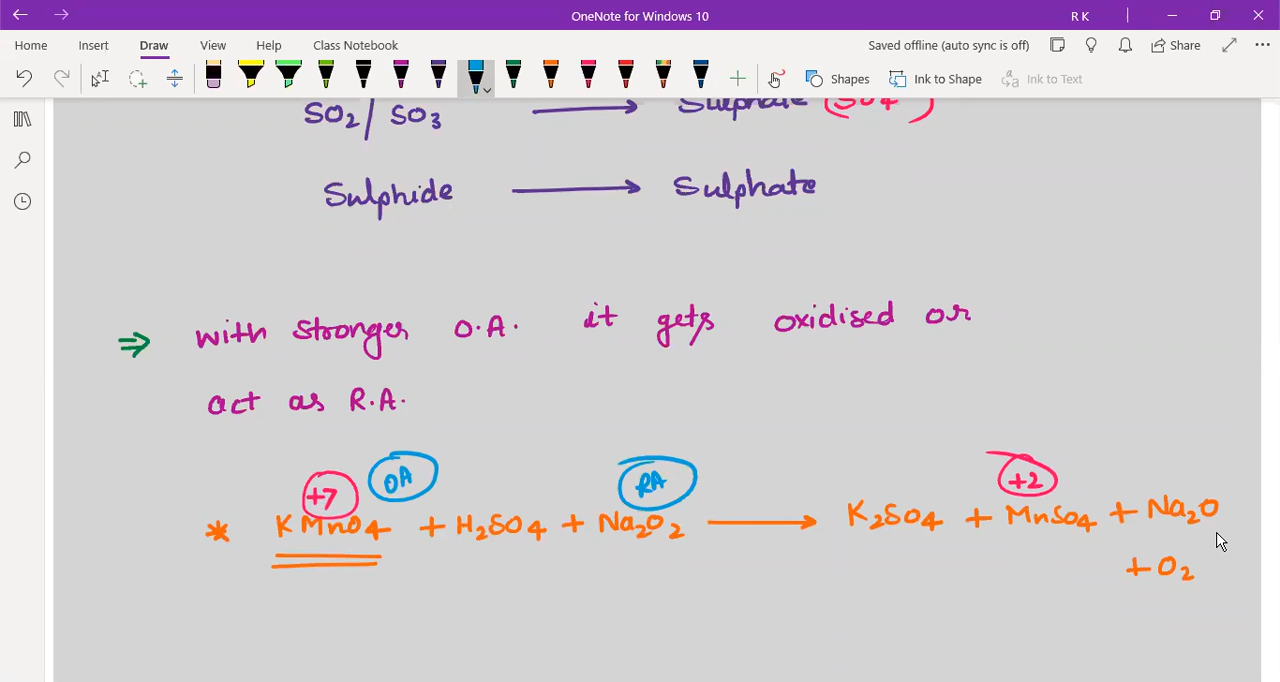 OneNote for Windows 10
R K
Home Insert Draw View Help Class Notebook
Saved offline (auto sync is off) Share
Shapes Ink to Shape Ink to Text
SO2/ SO3 → Sulphate (SO4
Sulphide → Sulphate
⇒ with stronger O.A. it gets oxidised or
act as R.A.
+7 OA RA +2
* KMnO4 + H2SO4 + Na2O2 → K2SO4 + MnSO4 + Na2O
+ O2